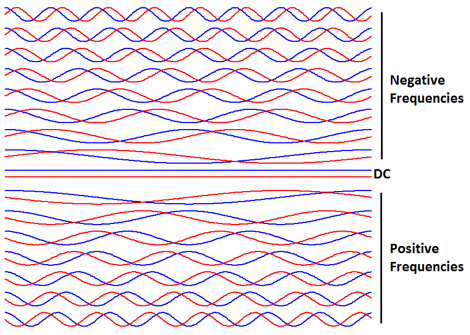 Negative
Frequencies
DC
Positive
Frequencies